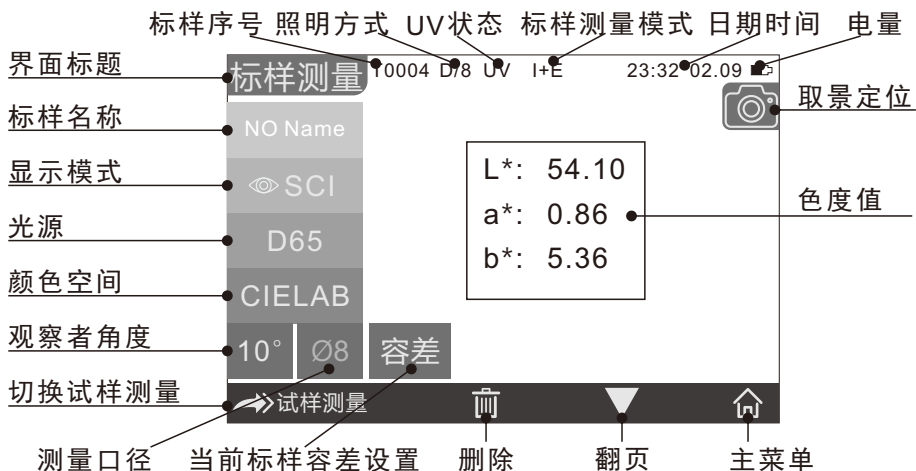 标样序号 照明方式 UV状态 标样测量模式 日期时间 电量
界面标题
标样测量 T0004 D/8 UV I+E 23:32 02.09
取景定位
标样名称
NO Name
显示模式
SCI
L*: 54.10
a*: 0.86
b*: 5.36
色度值
光源
D65
颜色空间
CIELAB
观察者角度
10° Ø8 容差
切换试样测量
试样测量
测量口径 当前标样容差设置 删除 翻页 主菜单